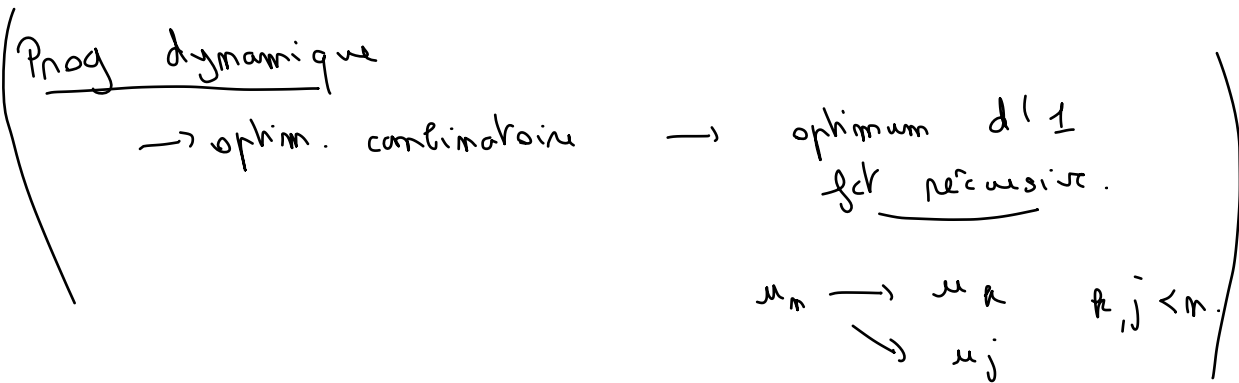 Prog dynamique
→ optim. combinatoire → optimum d'1
fct récursive.
u_n → u_k k, j < n.
↘ u_j